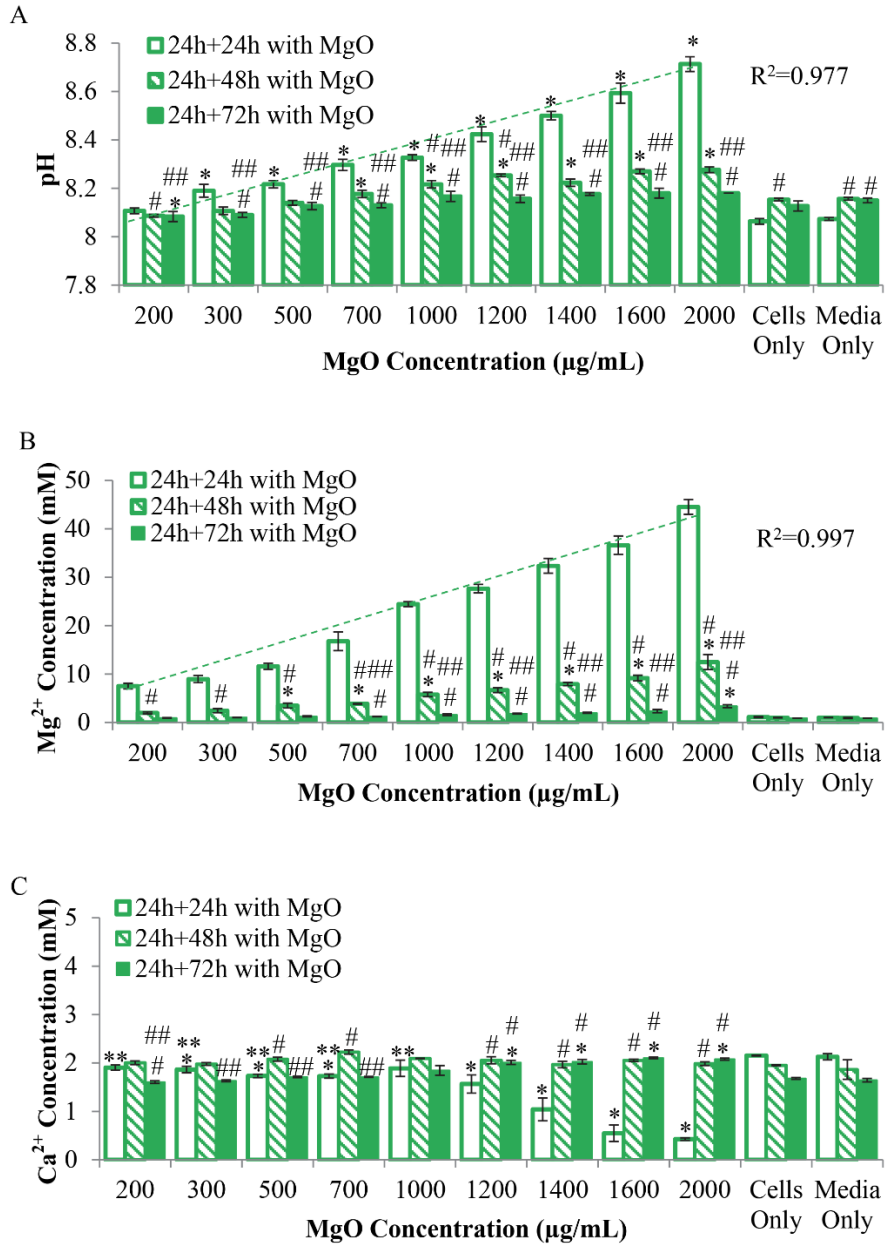 A
8.8
8.6
8.4
8.2
8
7.8
pH
24h+24h with MgO
24h+48h with MgO
24h+72h with MgO
R²=0.977
# ## * # ## * # ## * # ## * # ## * # * # ## * # * # ## * # * ## # * # ## * # * ## # * * ## # # # #
200 300 500 700 1000 1200 1400 1600 2000 Cells Only Media Only
MgO Concentration (µg/mL)
B
50
40
30
20
10
0
Mg²⁺ Concentration (mM)
24h+24h with MgO
24h+48h with MgO
24h+72h with MgO
R²=0.997
# # # * # * ## # # * ## # # * ## # # * ## # # * ## # # * ## # *
200 300 500 700 1000 1200 1400 1600 2000 Cells Only Media Only
MgO Concentration (µg/mL)
C
5
4
3
2
1
0
Ca²⁺ Concentration (mM)
24h+24h with MgO
24h+48h with MgO
24h+72h with MgO
** ## # ** * ## ** * # ## ** * # ## ** * # # * * # # * * # # * * # # *
200 300 500 700 1000 1200 1400 1600 2000 Cells Only Media Only
MgO Concentration (µg/mL)